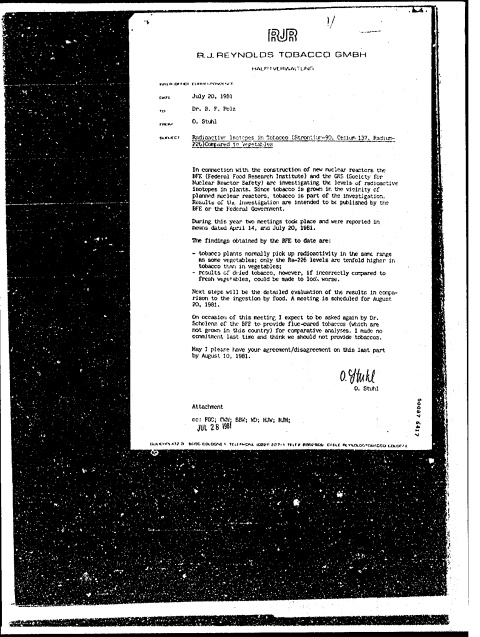 1/
RJR
R.J. REYNOLDS TOBACCO GMBH
HAUPTVERWALTUNG
INTER-OFFICE CORRESPONDENCE
DATE July 20, 1981
TO Dr. B. F. Felz
FROM O. Stuhl
SUBJECT Radioactive Isotopes in Tobacco (Strontium-90, Cesium 137, Radium-
226) Compared to Vegetables
In connection with the construction of new nuclear reactors the
BFE (Federal Food Research Institute) and the GRS (Society for
Nuclear Reactor Safety) are investigating the levels of radioactive
isotopes in plants. Since tobacco is grown in the vicinity of
planned nuclear reactors, tobacco is part of the investigation.
Results of the investigation are intended to be published by the
BFE or the Federal Government.
During this year two meetings took place and were reported in
memos dated April 14, and July 20, 1981.
The findings obtained by the BFE to date are:
- tobacco plants normally pick up radioactivity in the same range
as some vegetables; only the Ra-226 levels are tenfold higher in
tobacco than in vegetables;
- results of dried tobacco, however, if incorrectly compared to
fresh vegetables, could be made to look worse.
Next steps will be the detailed evaluation of the results in compa-
rison to the ingestion by food. A meeting is scheduled for August
20, 1981.
On occasion of this meeting I expect to be asked again by Dr.
Schelenz of the BFE to provide flue-cured tobaccos (which are
not grown in this country) for comparative analyses. I made no
commitment last time and think we should not provide tobaccos.
May I please have your agreement/disagreement on this last part
by August 10, 1981.
O. Stuhl
O. Stuhl
Attachment
cc: FGC; RJM;
JUL 28 1981
50087 6417
COLOGNE 1